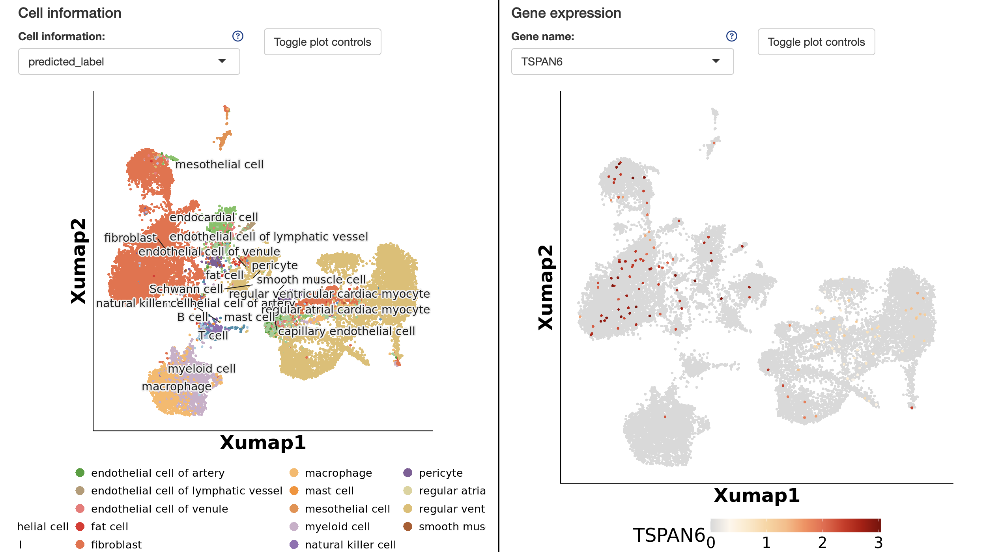 Cell information
Cell information:
?
Toggle plot controls
predicted_label
Xumap2
mesothelial cell
endocardial cell
fibroblast
endothelial cell of lymphatic vessel
endothelial cell of venule
pericyte
fat cell
smooth muscle cell
Schwann cell
regular ventricular cardiac myocyte
natural killer cell
cell of artery
regular atrial cardiac myocyte
B cell
mast cell
capillary endothelial cell
T cell
myeloid cell
macrophage
Xumap1
endothelial cell of artery
macrophage
pericyte
endothelial cell of lymphatic vessel
mast cell
regular atria
endothelial cell of venule
mesothelial cell
regular vent
helial cell
fat cell
myeloid cell
smooth mus
l
fibroblast
natural killer cell
Gene expression
Gene name:
?
Toggle plot controls
TSPAN6
Xumap2
Xumap1
TSPAN6
0 1 2 3